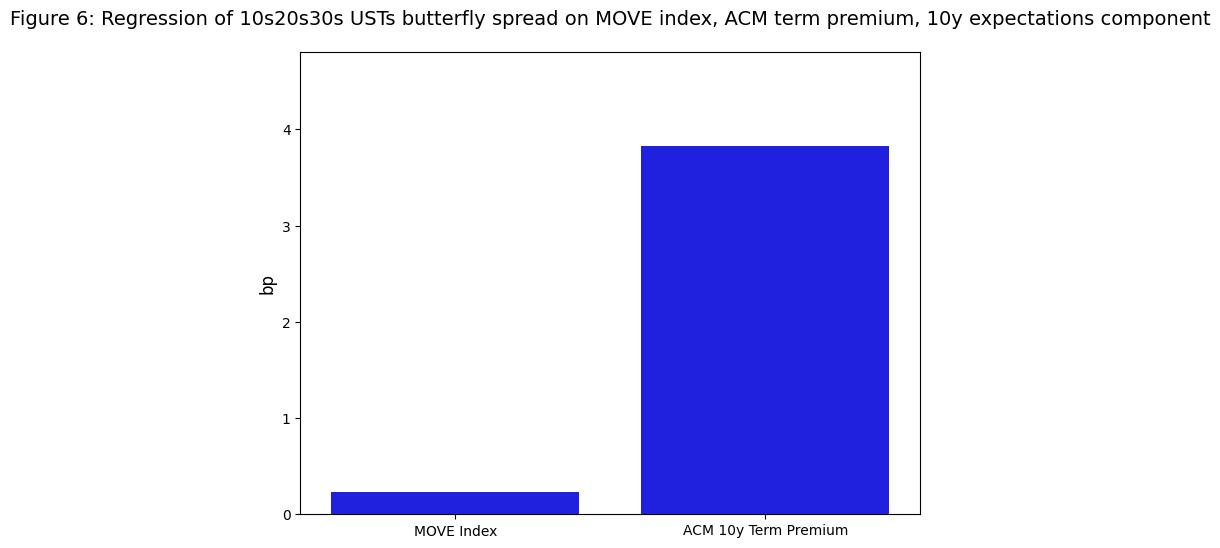 Figure 6: Regression of 10s20s30s USTs butterfly spread on MOVE index, ACM term premium, 10y expectations component
bp
4
3
2
1
0
MOVE Index
ACM 10y Term Premium